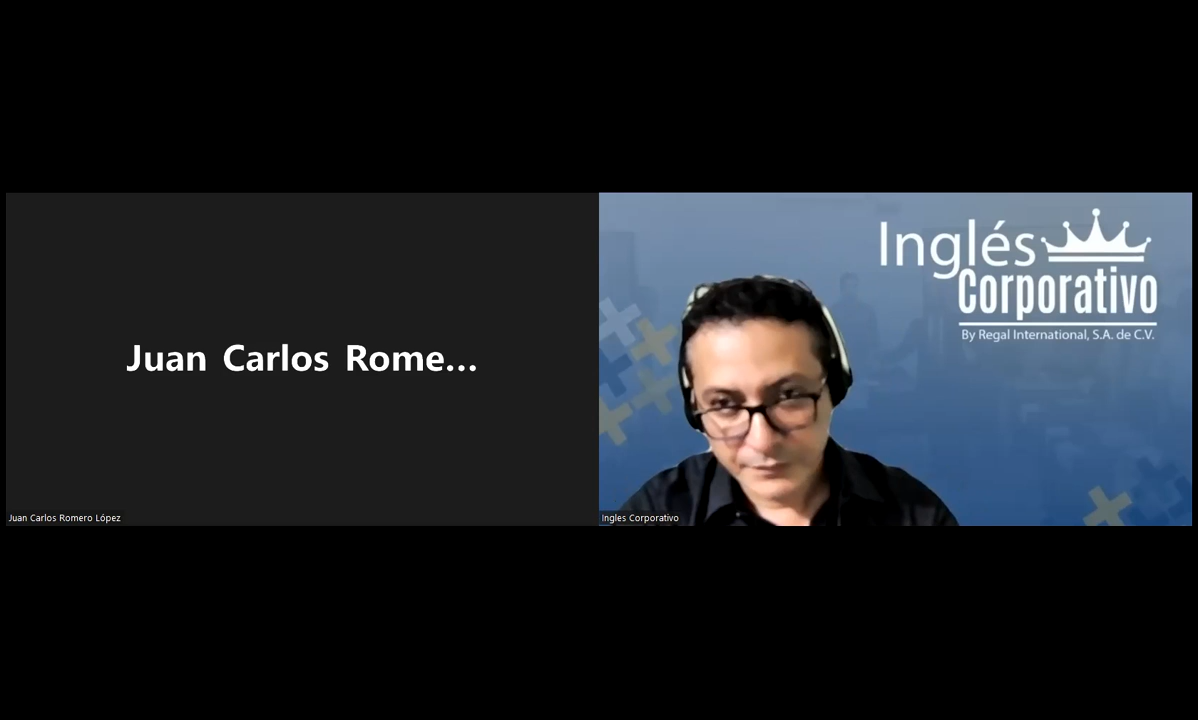 Juan Carlos Rome...
Juan Carlos Romero López
Inglés
Corporativo
By Regal International, S.A. de C.V.
Ingles Corporativo